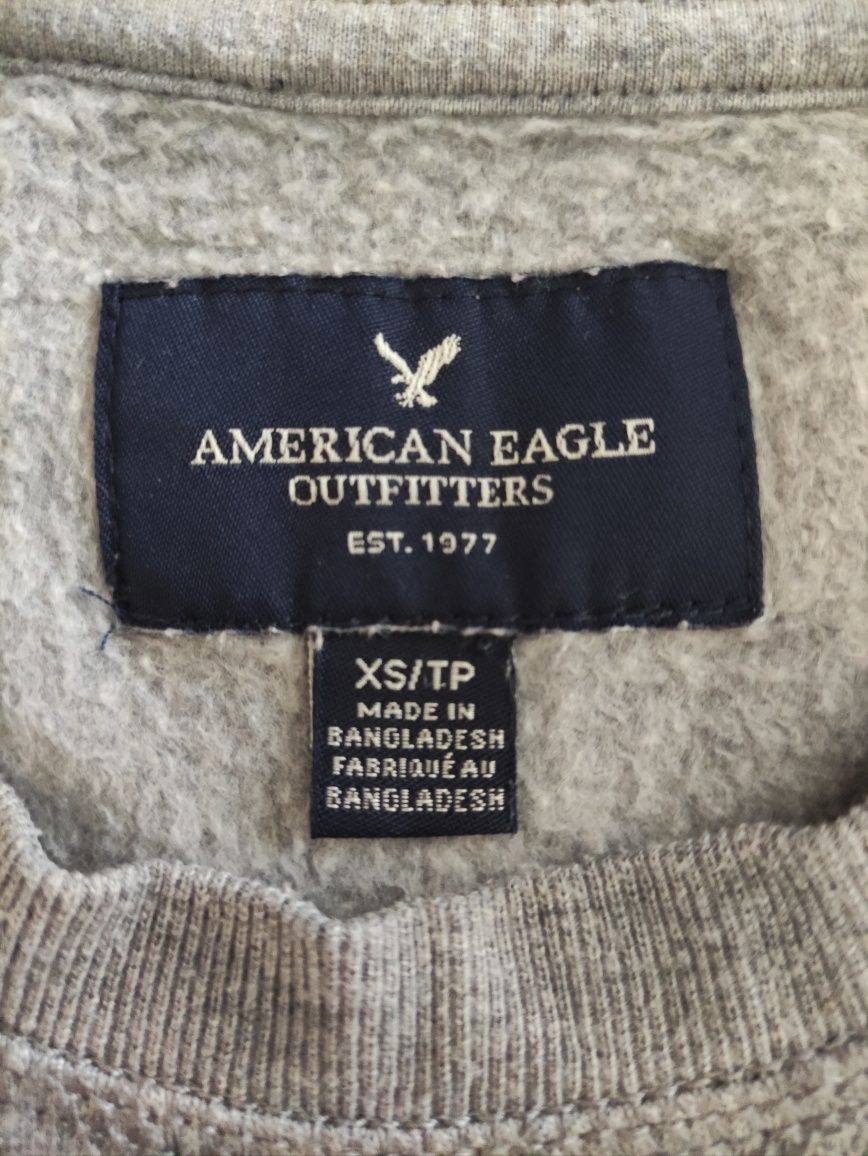 AMERICAN EAGLE
OUTFITTERS
EST. 1977
XS/TP
MADE IN
BANGLADESH
FABRIQUÉ AU
BANGLADESH